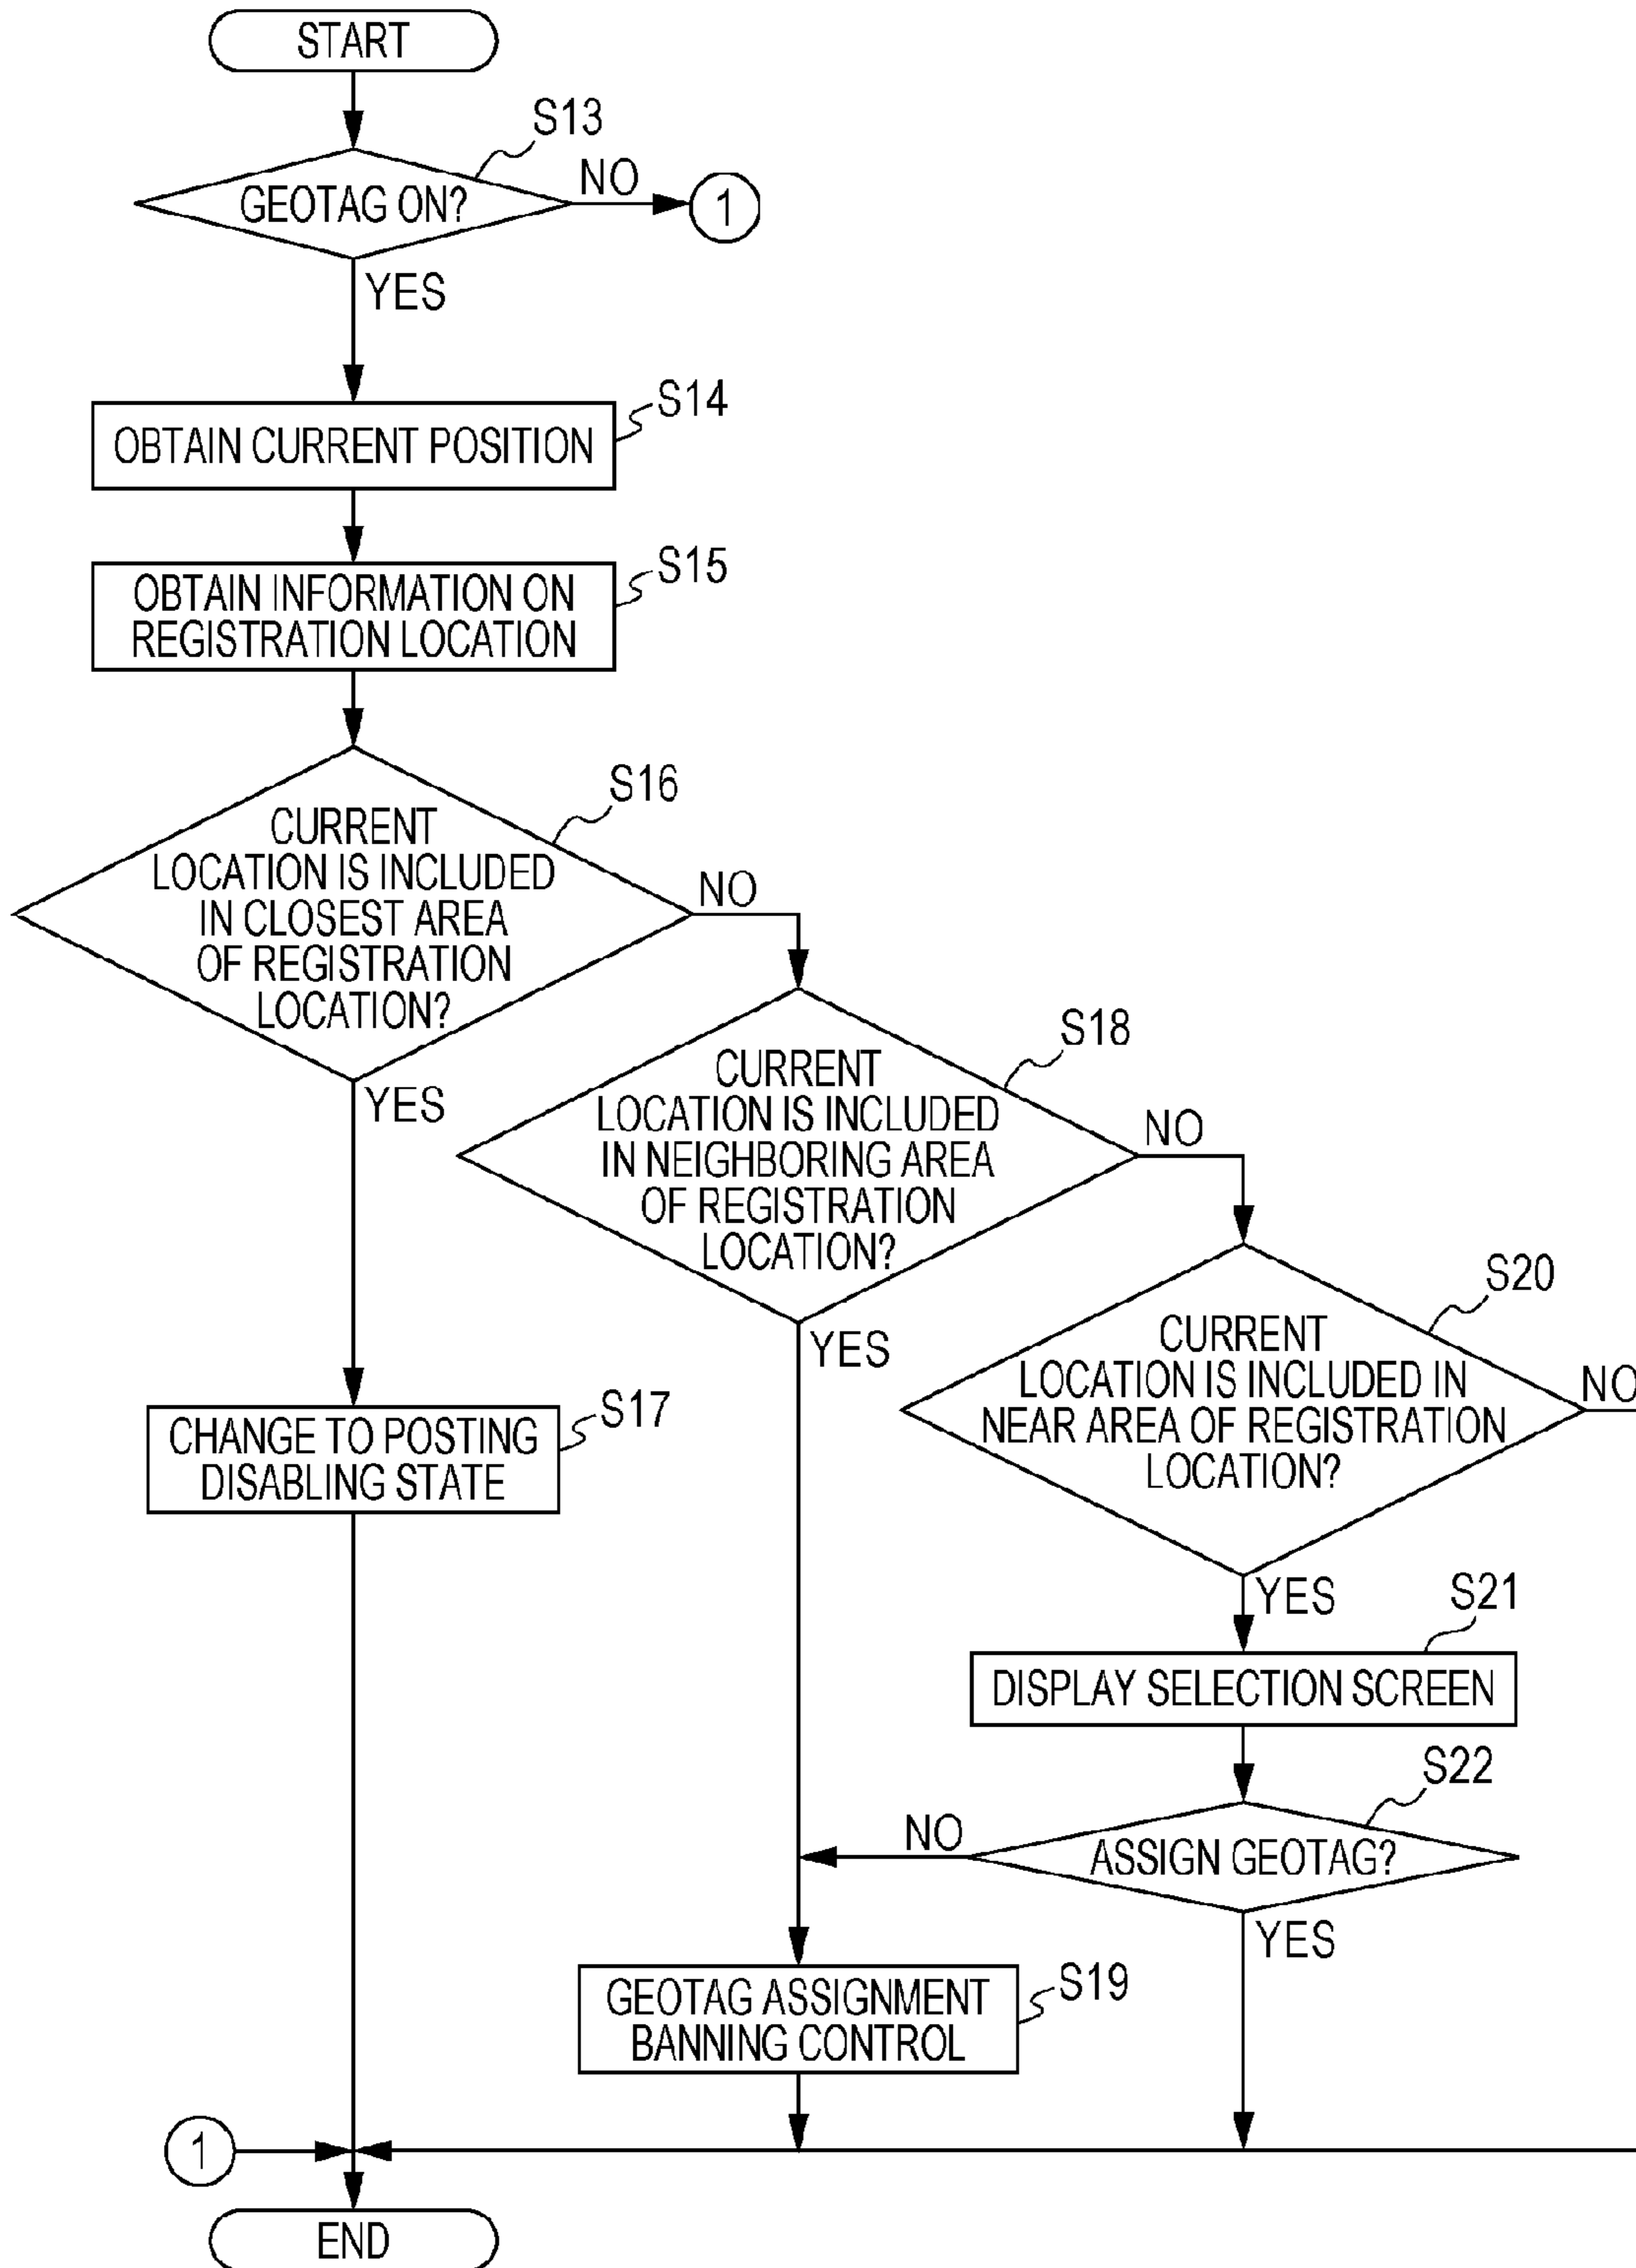 START
S13
GEOTAG ON?
NO
1
YES
S14
OBTAIN CURRENT POSITION
S15
OBTAIN INFORMATION ON
REGISTRATION LOCATION
S16
CURRENT
LOCATION IS INCLUDED
IN CLOSEST AREA
OF REGISTRATION
LOCATION?
NO
YES
S18
CURRENT
LOCATION IS INCLUDED
IN NEIGHBORING AREA
OF REGISTRATION
LOCATION?
NO
YES
S20
CURRENT
LOCATION IS INCLUDED IN
NEAR AREA OF REGISTRATION
LOCATION?
NO
YES
S17
CHANGE TO POSTING
DISABLING STATE
S21
DISPLAY SELECTION SCREEN
S22
ASSIGN GEOTAG?
NO
YES
S19
GEOTAG ASSIGNMENT
BANNING CONTROL
1
END